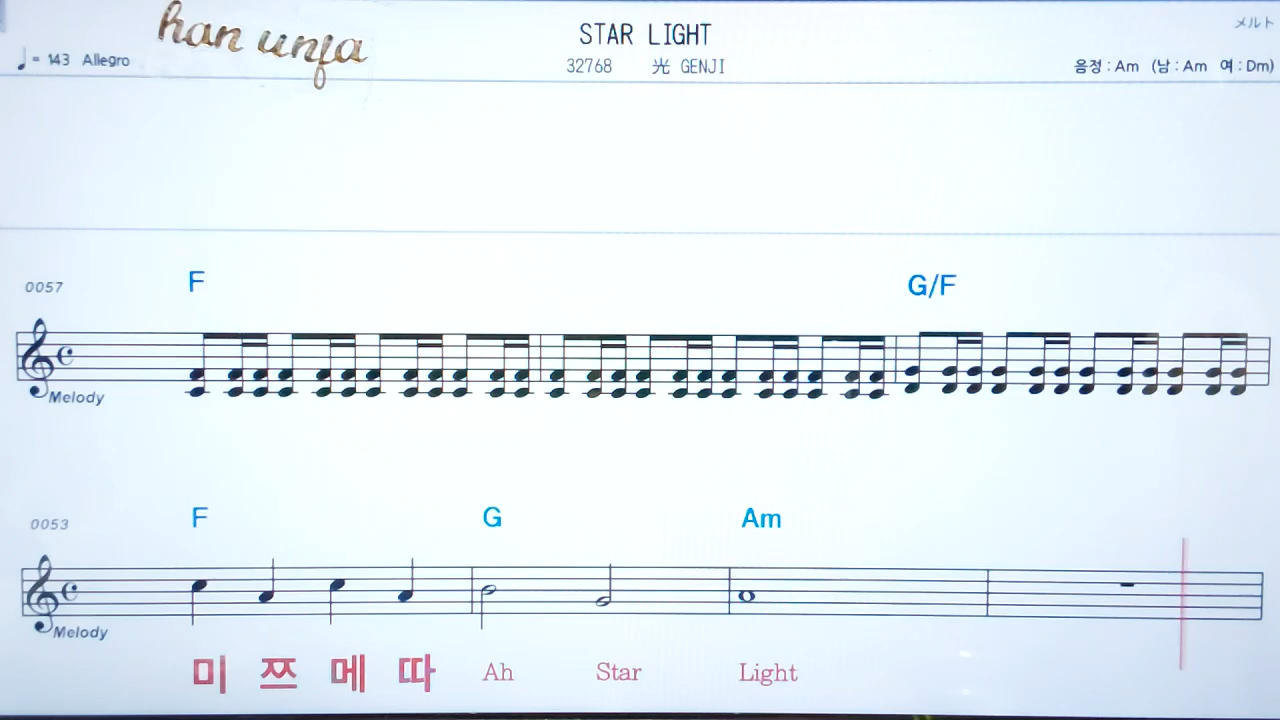 han unfa
STAR LIGHT
メルト
♩= 143 Allegro
32768 光 GENJI
음정 : Am (남 : Am 여 : Dm)
0057
F G/F
Melody
0053
F G Am
Melody
미 쯔 메 따 Ah Star Light